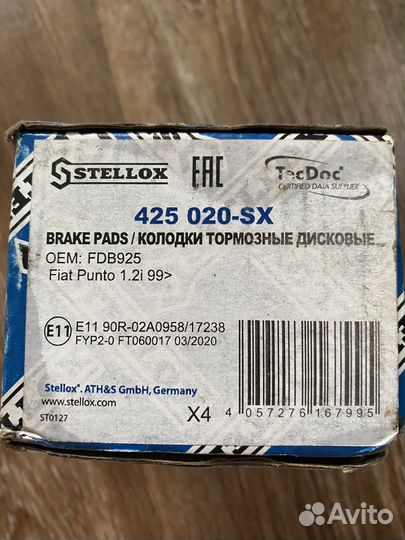 STELLOX
EAC
TecDoc
CERTIFIED DATA SUPPLIER
425 020-SX
BRAKE PADS / КОЛОДКИ ТОРМОЗНЫЕ ДИСКОВЫЕ
OEM: FDB925
Fiat Punto 1.2i 99>
E11 E11 90R-02A0958/17238
FYP2-0 FT060017 03/2020
Stellox®. ATH&S GmbH, Germany
www.stellox.com
ST0127
X4
4 057276 167995
Avito